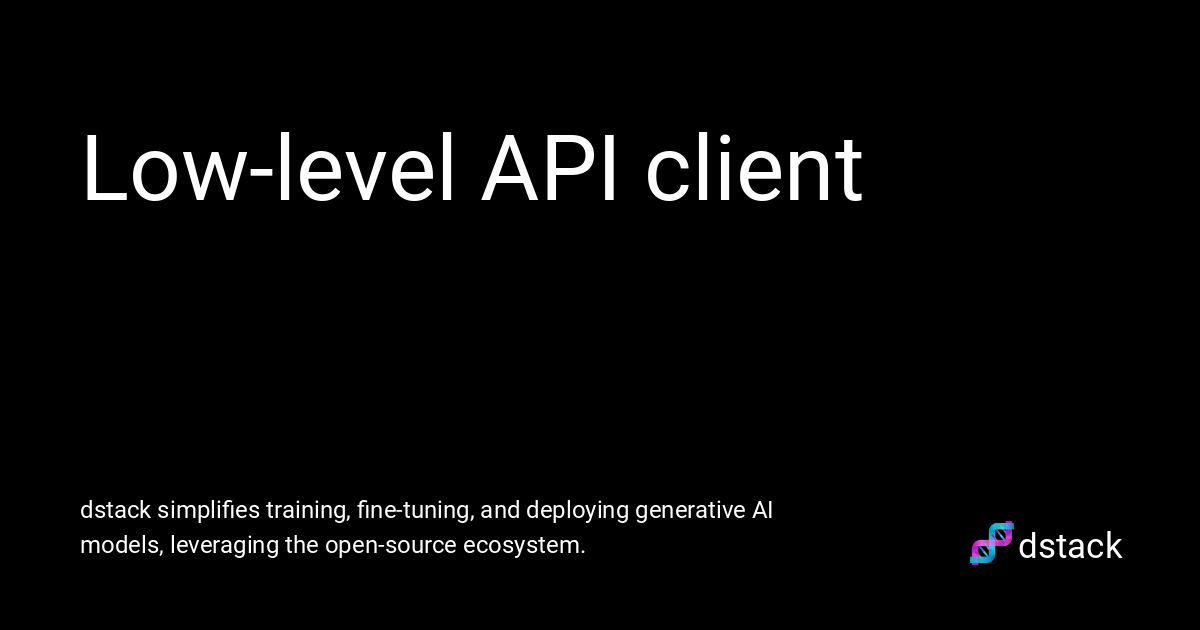 Low-level API client
dstack simplifies training, fine-tuning, and deploying generative AI
models, leveraging the open-source ecosystem.
dstack